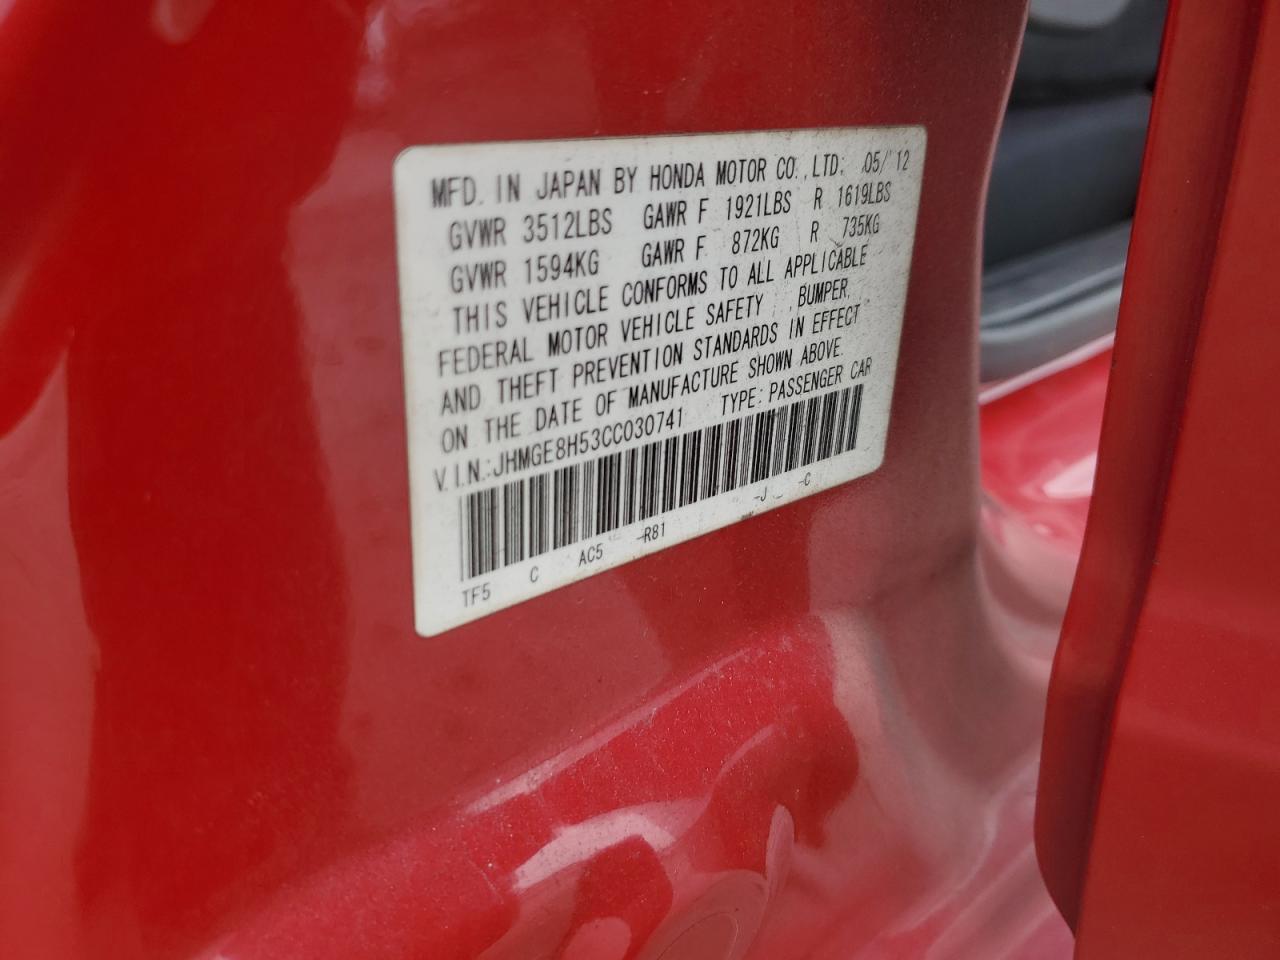 MFD. IN JAPAN BY HONDA MOTOR CO., LTD. 05/12
GVWR 3512LBS GAWR F 1921LBS R 1619LBS
GVWR 1594KG GAWR F 872KG R 735KG
THIS VEHICLE CONFORMS TO ALL APPLICABLE
FEDERAL MOTOR VEHICLE SAFETY, BUMPER,
AND THEFT PREVENTION STANDARDS IN EFFECT
ON THE DATE OF MANUFACTURE SHOWN ABOVE.
V.I.N.:JHMGE8H53CC030741 TYPE:PASSENGER CAR
TF5 C AC5 -R81 -J -C